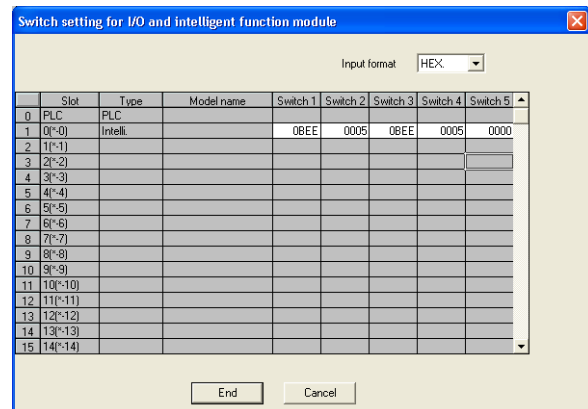 Switch setting for I/O and intelligent function module
Input format HEX.
Slot Type Model name Switch 1 Switch 2 Switch 3 Switch 4 Switch 5
0 PLC PLC
1 0(*-0) Intelli. 0BEE 0005 0BEE 0005 0000
2 1(*-1)
3 2(*-2)
4 3(*-3)
5 4(*-4)
6 5(*-5)
7 6(*-6)
8 7(*-7)
9 8(*-8)
10 9(*-9)
11 10(*-10)
12 11(*-11)
13 12(*-12)
14 13(*-13)
15 14(*-14)
End Cancel